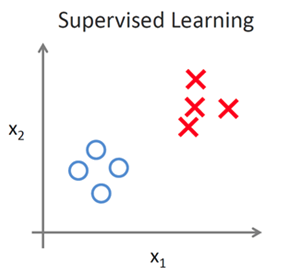 Supervised Learning
x₂
x₁